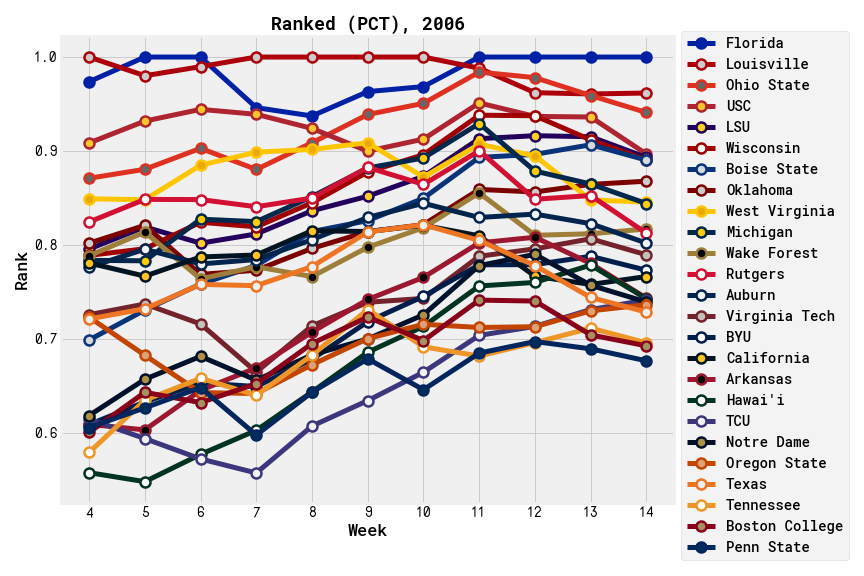 Ranked (PCT), 2006
1.0
0.9
0.8
0.7
0.6
Rank
4 5 6 7 8 9 10 11 12 13 14
Week
Florida
Louisville
Ohio State
USC
LSU
Wisconsin
Boise State
Oklahoma
West Virginia
Michigan
Wake Forest
Rutgers
Auburn
Virginia Tech
BYU
California
Arkansas
Hawai'i
TCU
Notre Dame
Oregon State
Texas
Tennessee
Boston College
Penn State